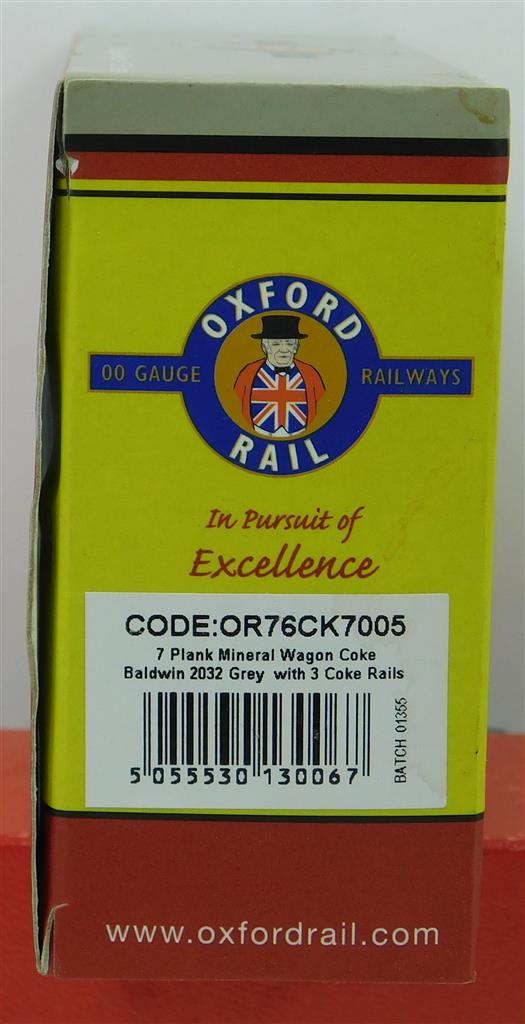 OXFORD
00 GAUGE RAILWAYS
RAIL
In Pursuit of
Excellence
CODE:OR76CK7005
7 Plank Mineral Wagon Coke
Baldwin 2032 Grey with 3 Coke Rails
5 055530 130067
BATCH 01355
www.oxfordrail.com